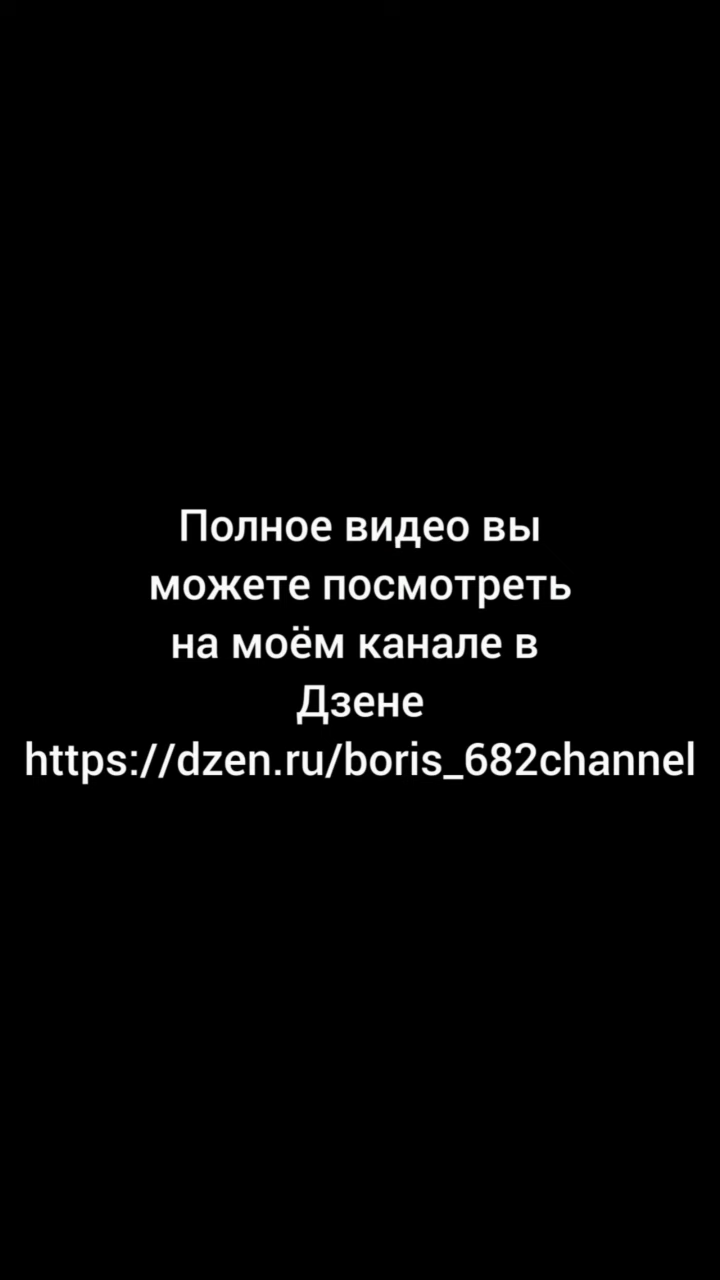 Полное видео вы
можете посмотреть
на моём канале в
Дзене
https://dzen.ru/boris_682channel